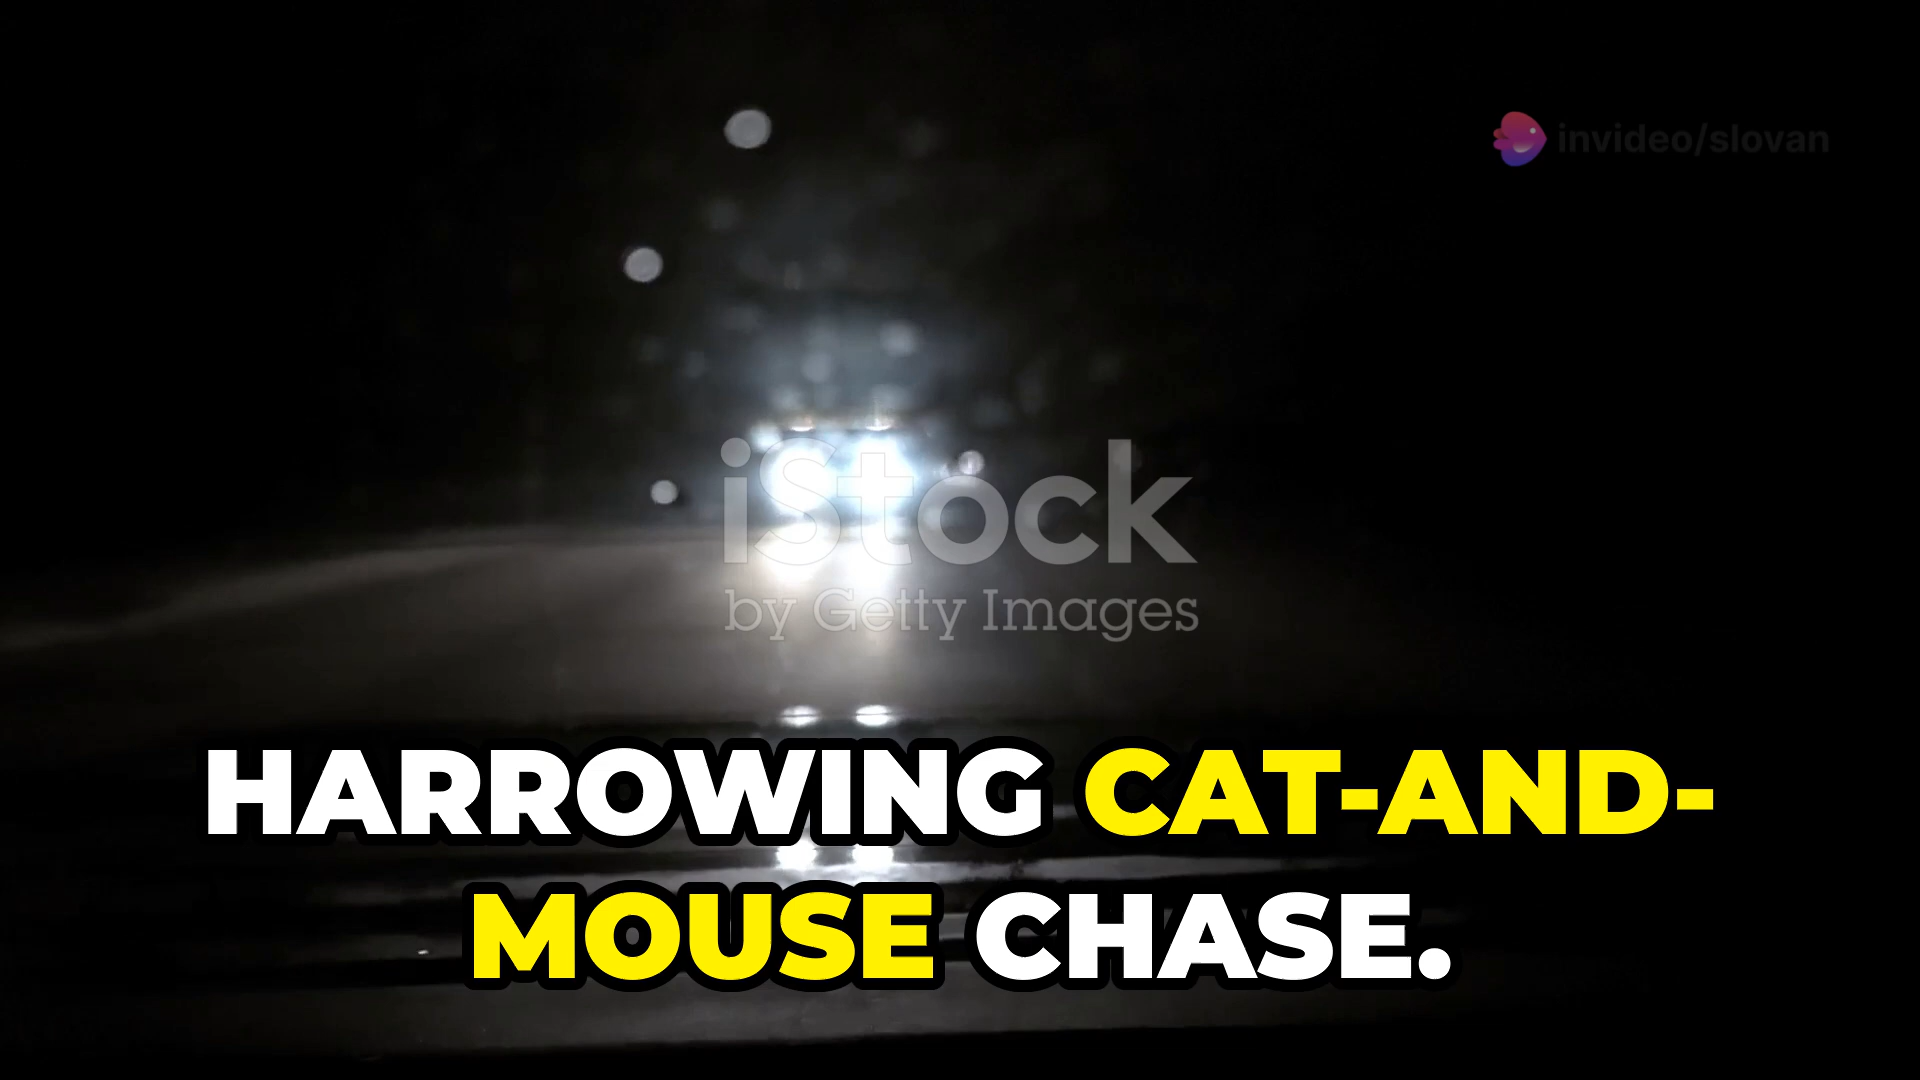 invideo/slovan
iStock
by Getty Images
HARROWING CAT-AND-
MOUSE CHASE.